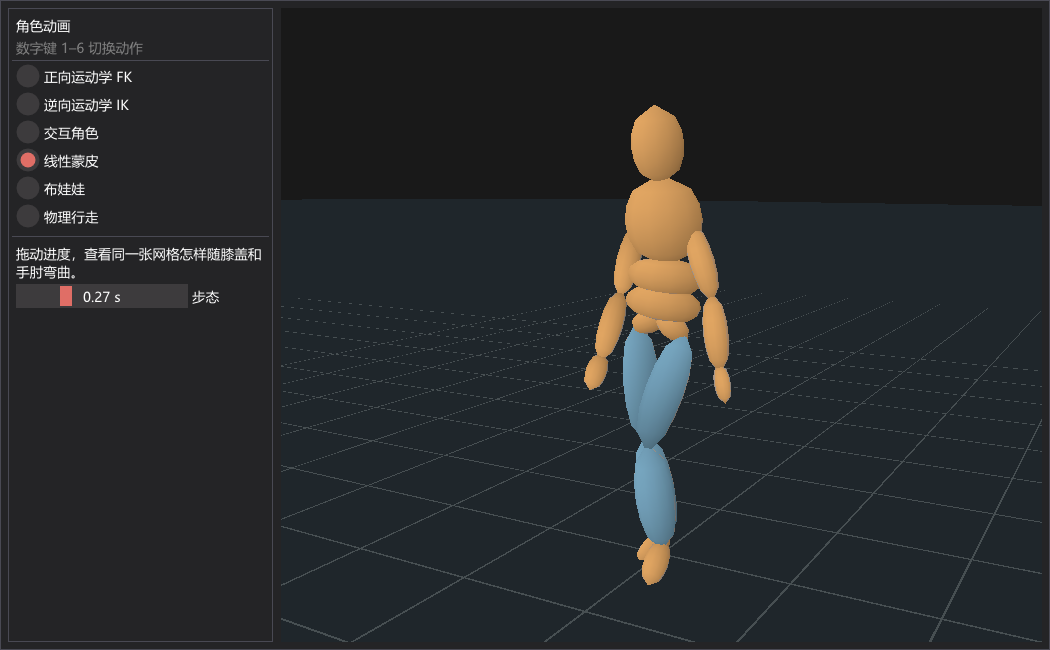 角色动画
数字键 1–6 切换动作
正向运动学 FK
逆向运动学 IK
交互角色
线性蒙皮
布娃娃
物理行走
拖动进度，查看同一张网格怎样随膝盖和
手肘弯曲。
0.27 s 步态